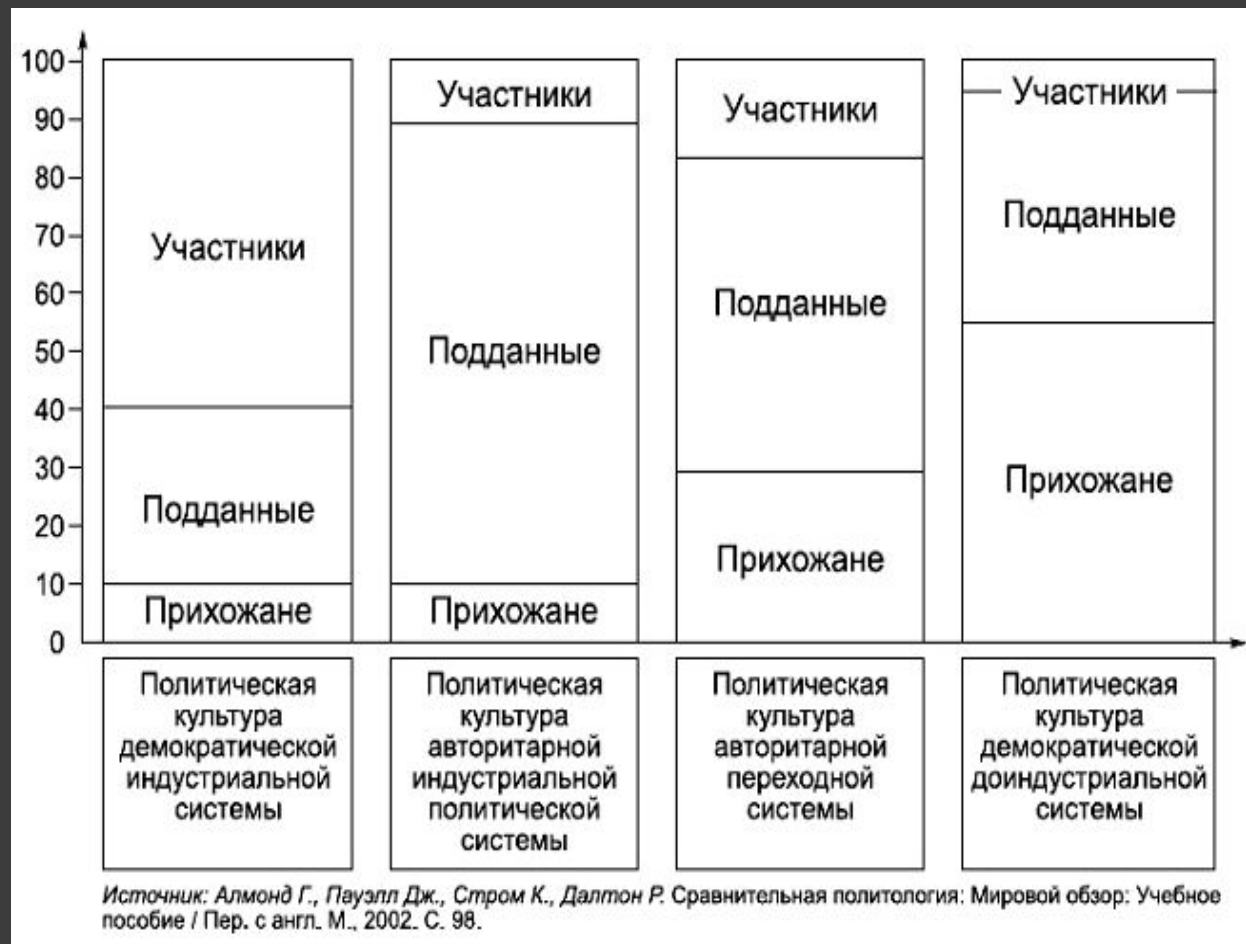 100
90
80
70
60
50
40
30
20
10
0
Участники
Подданные
Прихожане
Участники
Подданные
Прихожане
Участники
Подданные
Прихожане
Участники
Подданные
Прихожане
Политическая
культура
демократической
индустриальной
системы
Политическая
культура
авторитарной
индустриальной
политической
системы
Политическая
культура
авторитарной
переходной
системы
Политическая
культура
демократической
доиндустриальной
системы
Источник: Алмонд Г., Пауэлл Дж., Стром К., Далтон Р. Сравнительная политология: Мировой обзор: Учебное
пособие / Пер. с англ. М., 2002. С. 98.